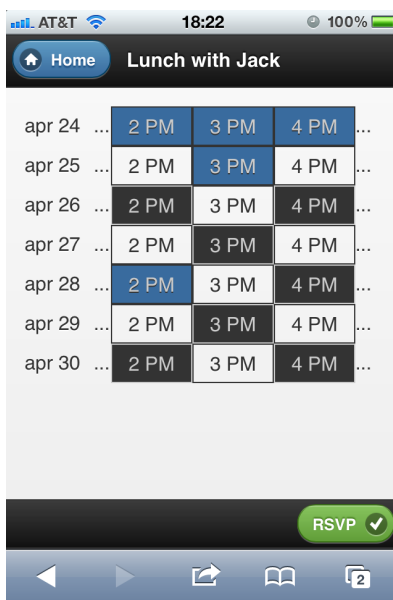 AT&T 18:22 100%
Home Lunch with Jack
apr 24 ... 2 PM 3 PM 4 PM ...
apr 25 ... 2 PM 3 PM 4 PM ...
apr 26 ... 2 PM 3 PM 4 PM ...
apr 27 ... 2 PM 3 PM 4 PM ...
apr 28 ... 2 PM 3 PM 4 PM ...
apr 29 ... 2 PM 3 PM 4 PM ...
apr 30 ... 2 PM 3 PM 4 PM ...
RSVP
2